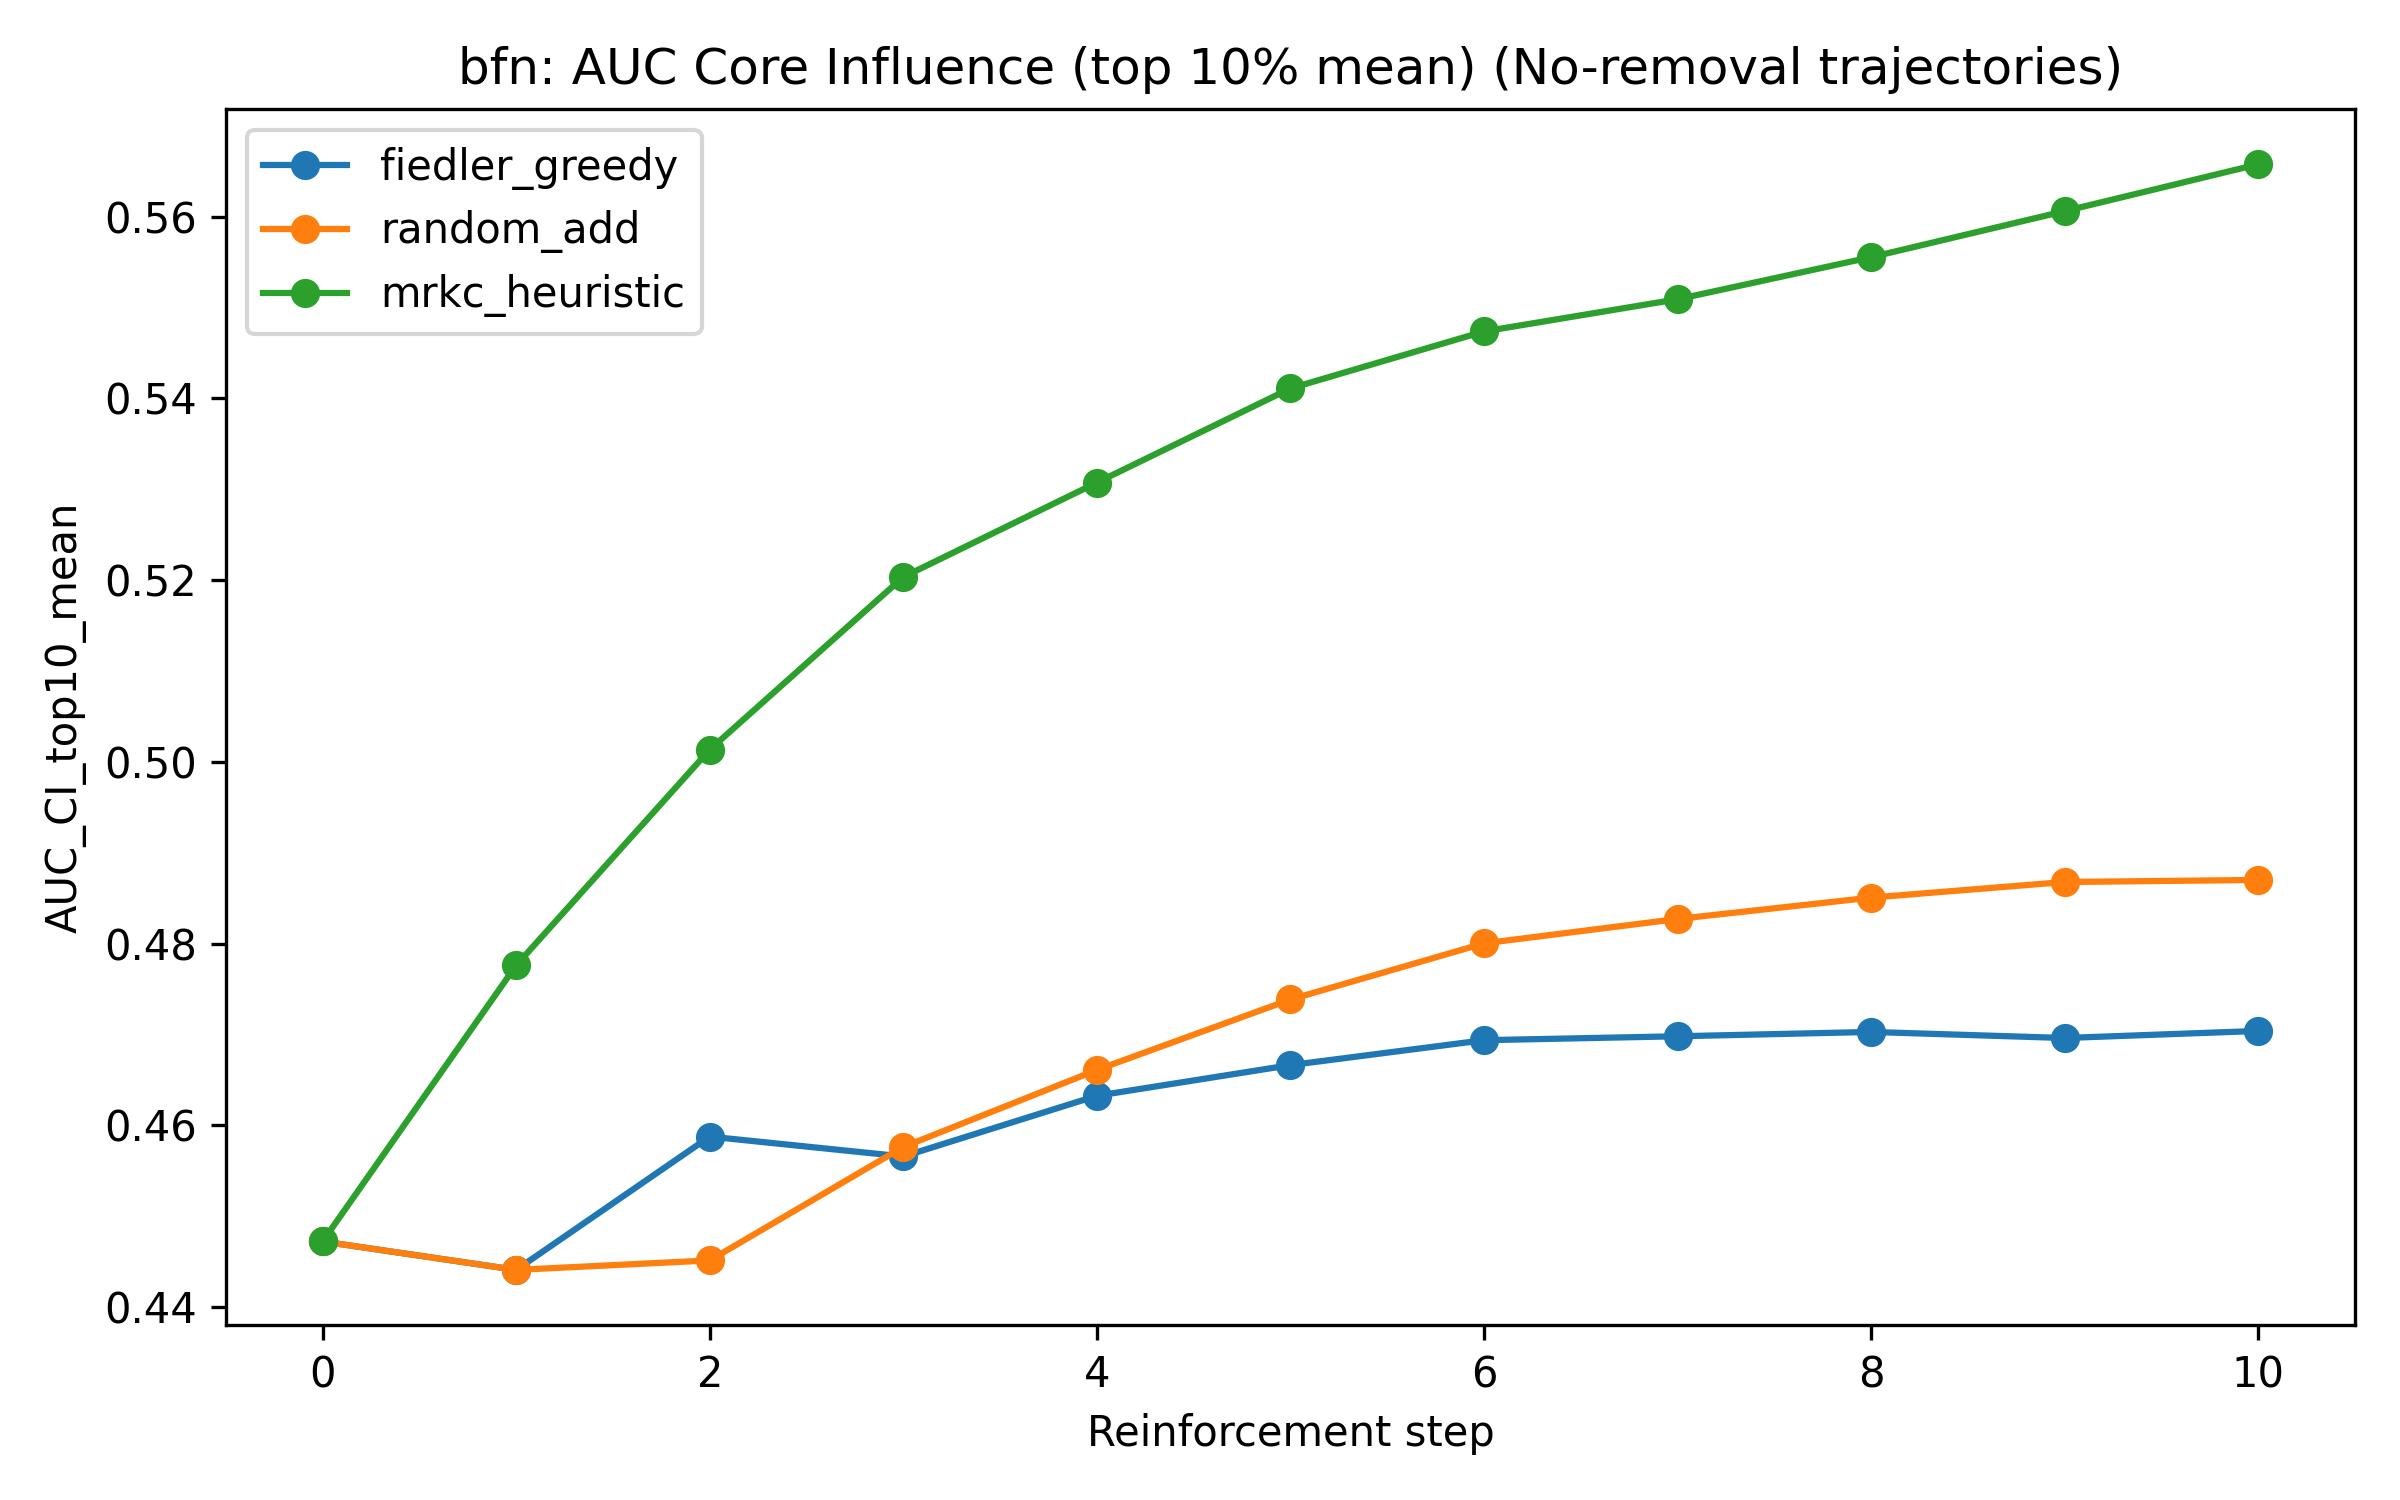 bfn: AUC Core Influence (top 10% mean) (No-removal trajectories)
fiedler_greedy
random_add
mrkc_heuristic
AUC_CI_top10_mean
0.56
0.54
0.52
0.50
0.48
0.46
0.44
0 2 4 6 8 10
Reinforcement step